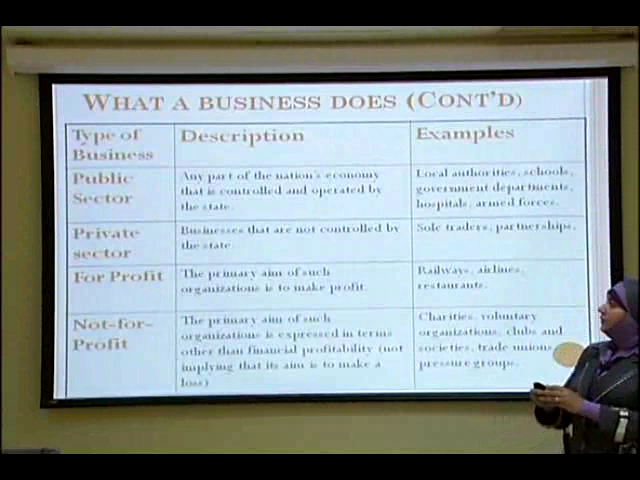 WHAT A BUSINESS DOES (CONT'D)
Type of Business
Description
Examples
Public Sector
Any part of the nation's economy
that is controlled and operated by
the state.
Local authorities, schools,
government departments,
hospitals, armed forces.
Private sector
Businesses that are not controlled by
the state.
Sole traders, partnerships,
For Profit
The primary aim of such
organizations is to make profit.
Railways, airlines,
restaurants.
Not-for-
Profit
The primary aim of such
organizations is expressed in terms
other than financial profitability (not
implying that its aim is to make a
loss)
Charities, voluntary
organizations, clubs and
societies, trade unions
pressure groups.